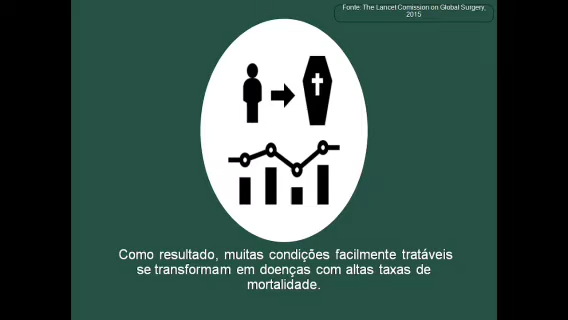 Fonte: The Lancet Comission on Global Surgery,
2015
Como resultado, muitas condições facilmente tratáveis
se transformam em doenças com altas taxas de
mortalidade.